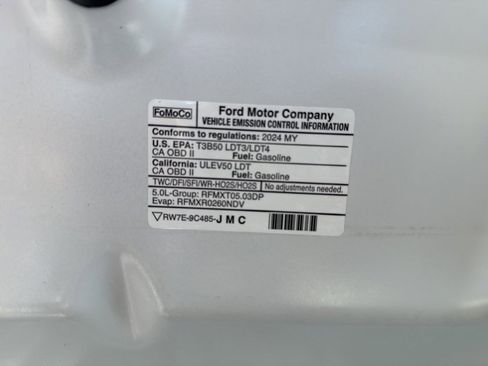 FoMoCo
Ford Motor Company
VEHICLE EMISSION CONTROL INFORMATION
Conforms to regulations: 2024 MY
U.S. EPA: T3B50 LDT3/LDT4
CA OBD II Fuel: Gasoline
California: ULEV50 LDT
CA OBD II Fuel: Gasoline
TWC/DFI/SFI/WR-HO2S/HO2S No adjustments needed.
5.0L-Group: RFMXT05.03DP
Evap: RFMXR0260NDV
RW7E-9C485-JMC